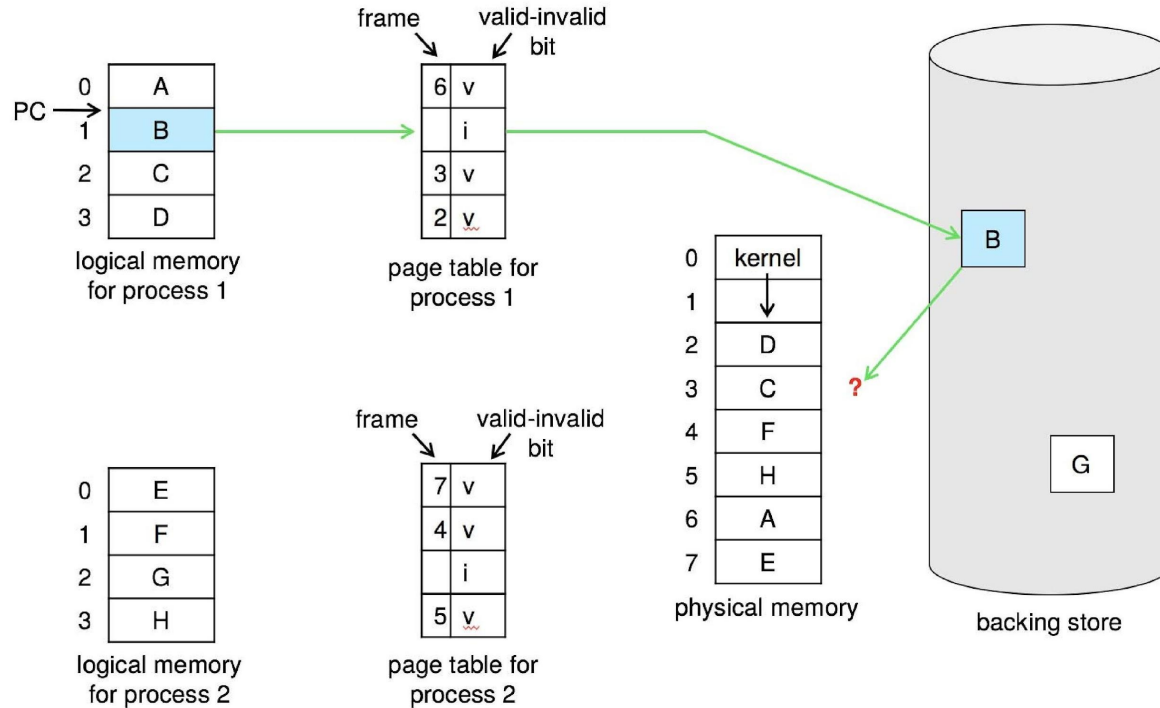 frame
valid-invalid
bit
PC
0 A
1 B
2 C
3 D
logical memory
for process 1
6 v
i
3 v
2 v
page table for
process 1
0 kernel
1
2 D
3 C
4 F
5 H
6 A
7 E
physical memory
?
B
G
backing store
0 E
1 F
2 G
3 H
logical memory
for process 2
frame
valid-invalid
bit
7 v
4 v
i
5 v
page table for
process 2